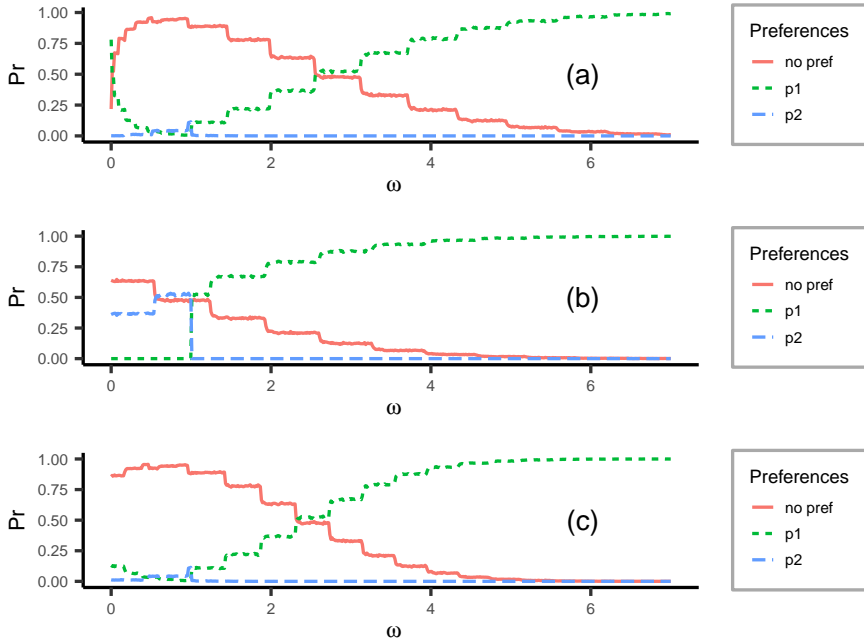 1.00
0.75
0.50
0.25
0.00
Pr
(a)
0 2 4 6
ω
Preferences
no pref
p1
p2
1.00
0.75
0.50
0.25
0.00
Pr
(b)
0 2 4 6
ω
Preferences
no pref
p1
p2
1.00
0.75
0.50
0.25
0.00
Pr
(c)
0 2 4 6
ω
Preferences
no pref
p1
p2